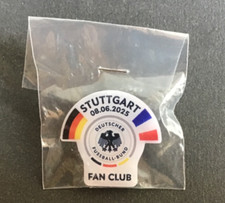 STUTTGART
08.06.2025
DEUTSCHER
FUSSBALL-BUND
FAN CLUB